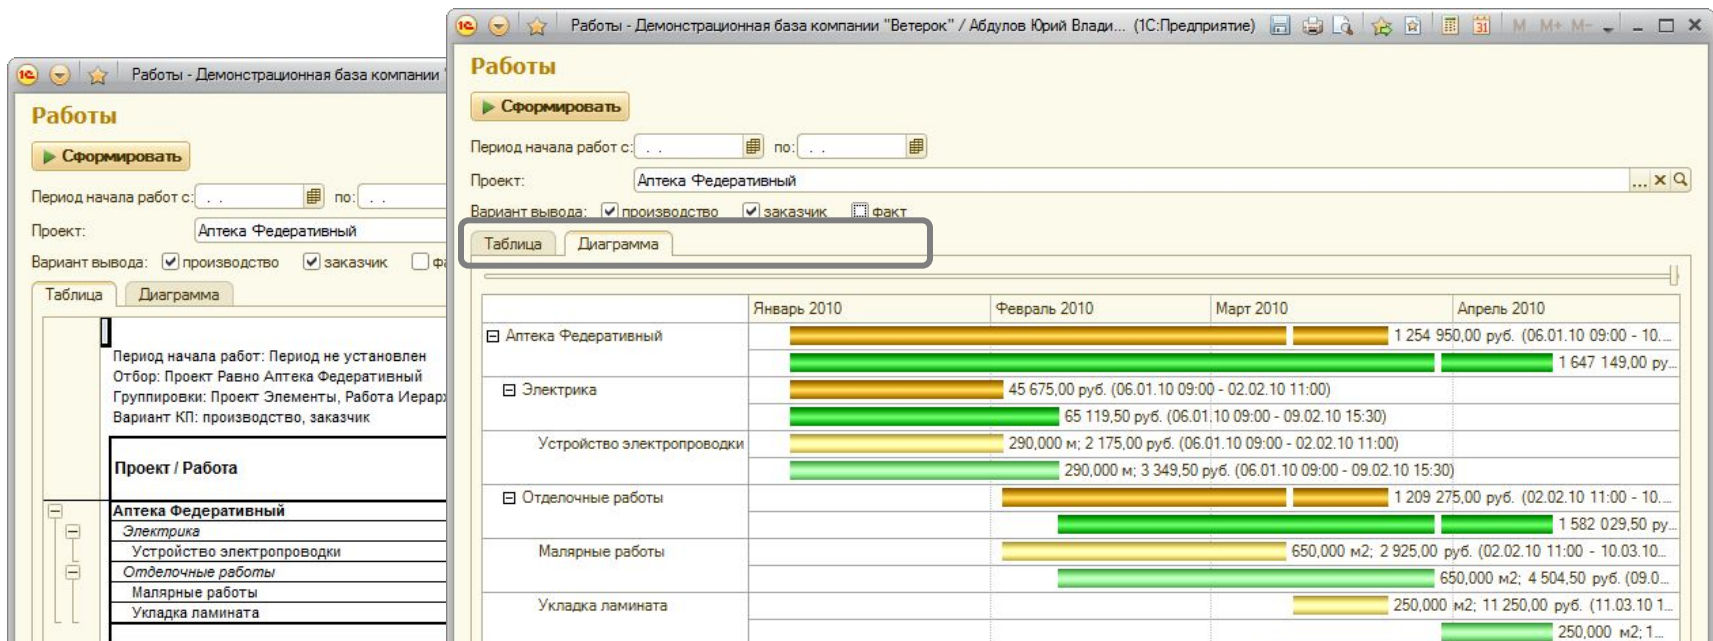 Работы - Демонстрационная база компании "
Работы
Сформировать
Период начала работ с: . . по: . .
Проект: Аптека Федеративный
Вариант вывода: производство заказчик фа
Таблица Диаграмма
Период начала работ: Период не установлен
Отбор: Проект Равно Аптека Федеративный
Группировки: Проект Элементы, Работа Иерарх
Вариант КП: производство, заказчик
Проект / Работа
Аптека Федеративный
Электрика
Устройство электропроводки
Отделочные работы
Малярные работы
Укладка ламината
Работы - Демонстрационная база компании "Ветерок" / Абдулов Юрий Влади... (1С:Предприятие) 31 M M+ M-
Работы
Сформировать
Период начала работ с: . . по: . .
Проект: Аптека Федеративный ...
Вариант вывода: производство заказчик факт
Таблица Диаграмма
Январь 2010 Февраль 2010 Март 2010 Апрель 2010
Аптека Федеративный 1 254 950,00 руб. (06.01.10 09:00 - 10....
1 647 149,00 ру...
Электрика 45 675,00 руб. (06.01.10 09:00 - 02.02.10 11:00)
65 119,50 руб. (06.01.10 09:00 - 09.02.10 15:30)
Устройство электропроводки 290,000 м; 2 175,00 руб. (06.01.10 09:00 - 02.02.10 11:00)
290,000 м; 3 349,50 руб. (06.01.10 09:00 - 09.02.10 15:30)
Отделочные работы 1 209 275,00 руб. (02.02.10 11:00 - 10....
1 582 029,50 ру...
Малярные работы 650,000 м2; 2 925,00 руб. (02.02.10 11:00 - 10.03.10...
650,000 м2; 4 504,50 руб. (09.0...
Укладка ламината 250,000 м2; 11 250,00 руб. (11.03.10 1...
250,000 м2; 1...